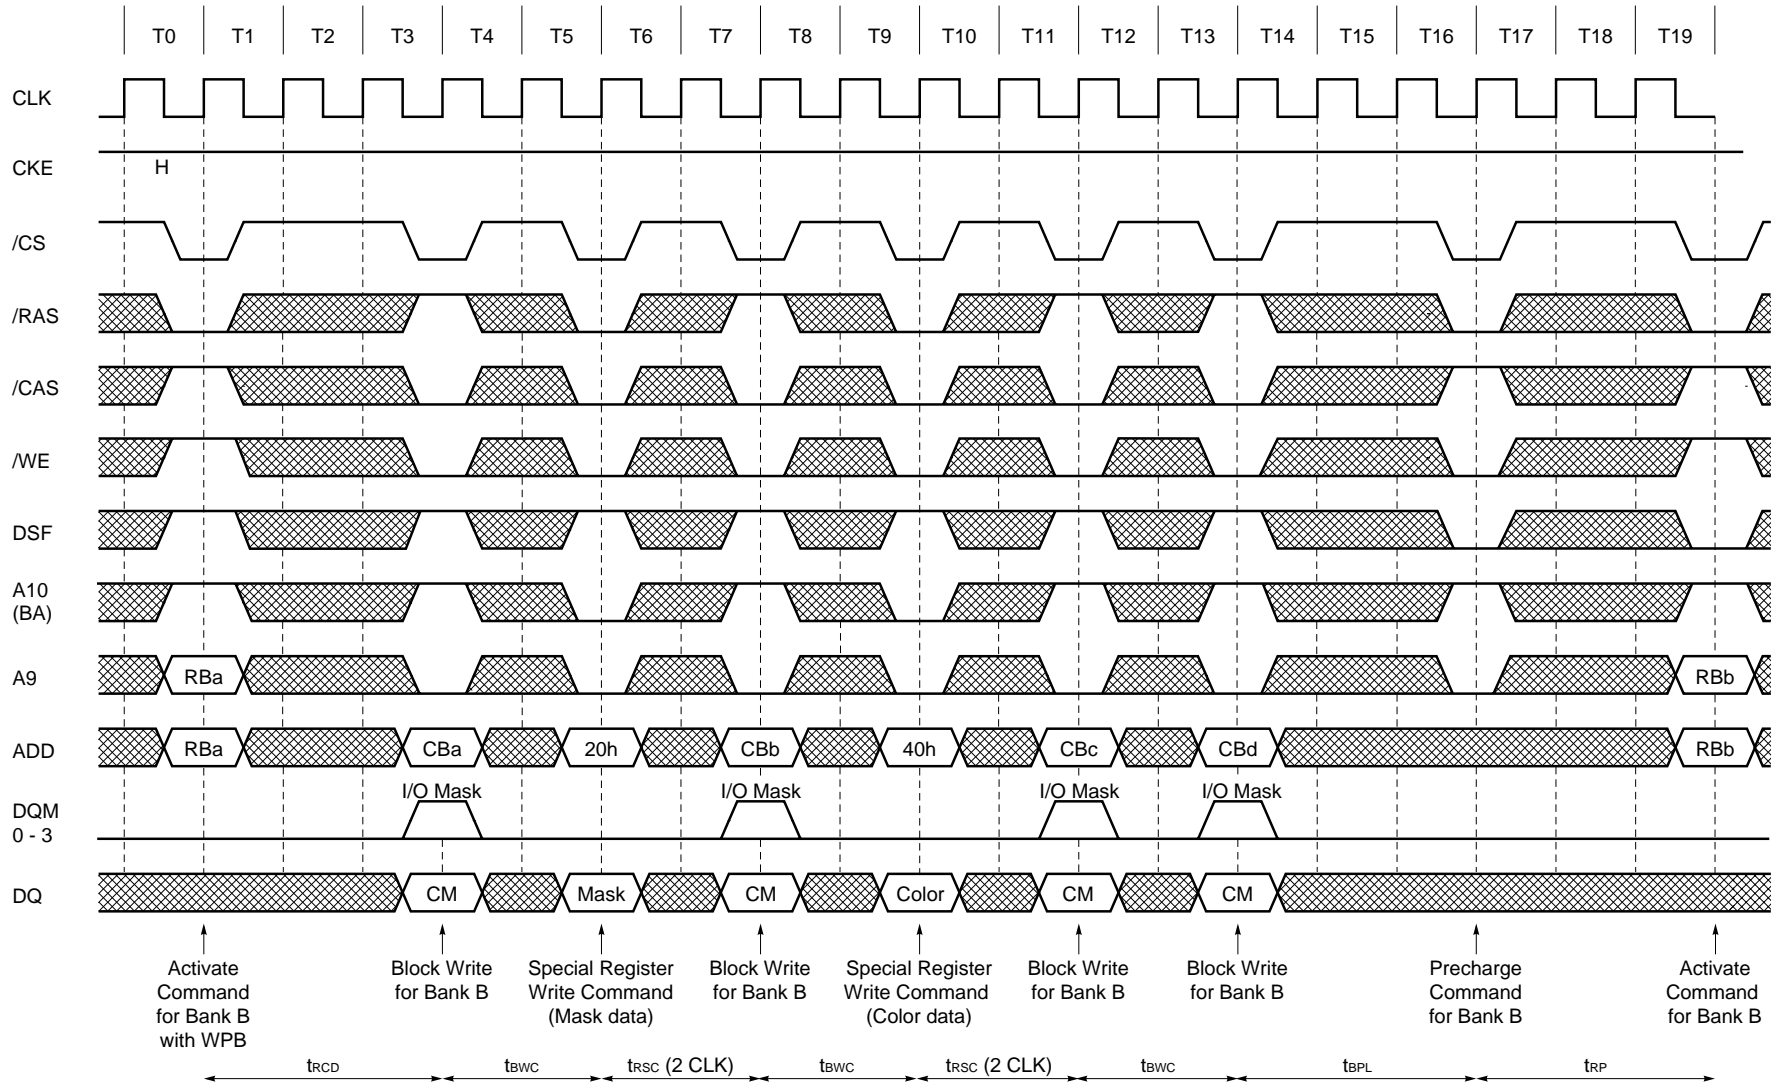 T0 T1 T2 T3 T4 T5 T6 T7 T8 T9 T10 T11 T12 T13 T14 T15 T16 T17 T18 T19
CLK
CKE H
/CS
/RAS
/CAS
/WE
DSF
A10
(BA)
A9 RBa RBb
ADD RBa CBa 20h CBb 40h CBc CBd RBb
I/O Mask I/O Mask I/O Mask I/O Mask
DQM
0 - 3
DQ CM Mask CM Color CM CM
Activate Block Write Special Register Block Write Special Register Block Write Block Write Precharge Activate
Command for Bank B Write Command for Bank B Write Command for Bank B for Bank B Command Command
for Bank B (Mask data) (Color data) for Bank B for Bank B
with WPB
tRCD tBWC tRSC (2 CLK) tBWC tRSC (2 CLK) tBWC tBPL tRP